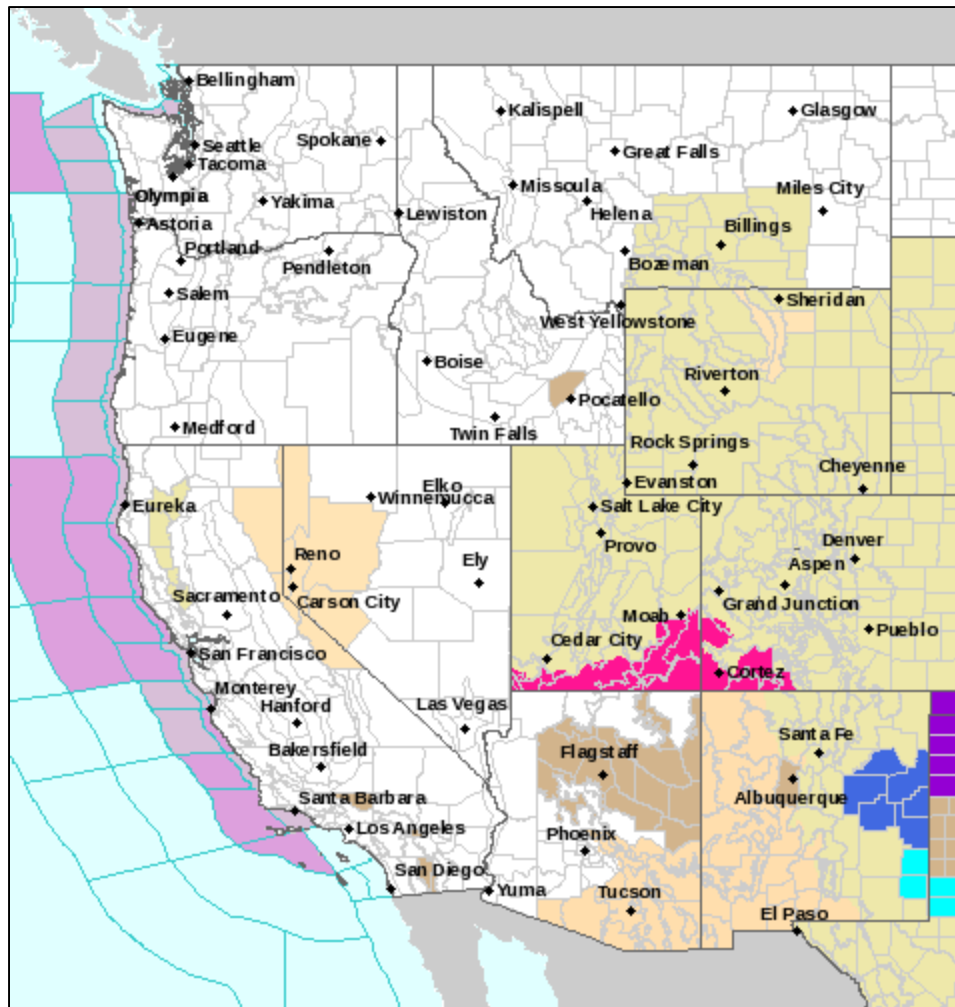 Bellingham
Kalispell
Glasgow
Seattle
Spokane
Great Falls
Tacoma
Missoula
Miles City
Olympia
Yakima
Lewiston
Helena
Astoria
Billings
Portland
Pendleton
Bozeman
Salem
Sheridan
West Yellowstone
Eugene
Boise
Riverton
Pocatello
Medford
Twin Falls
Rock Springs
Cheyenne
Elko
Evanston
Eureka
Winnemucca
Salt Lake City
Provo
Denver
Reno
Ely
Aspen
Sacramento
Carson City
Grand Junction
Moab
Pueblo
San Francisco
Cedar City
Cortez
Monterey
Hanford
Las Vegas
Santa Fe
Bakersfield
Flagstaff
Albuquerque
Santa Barbara
Los Angeles
Phoenix
San Diego
Yuma
Tucson
El Paso